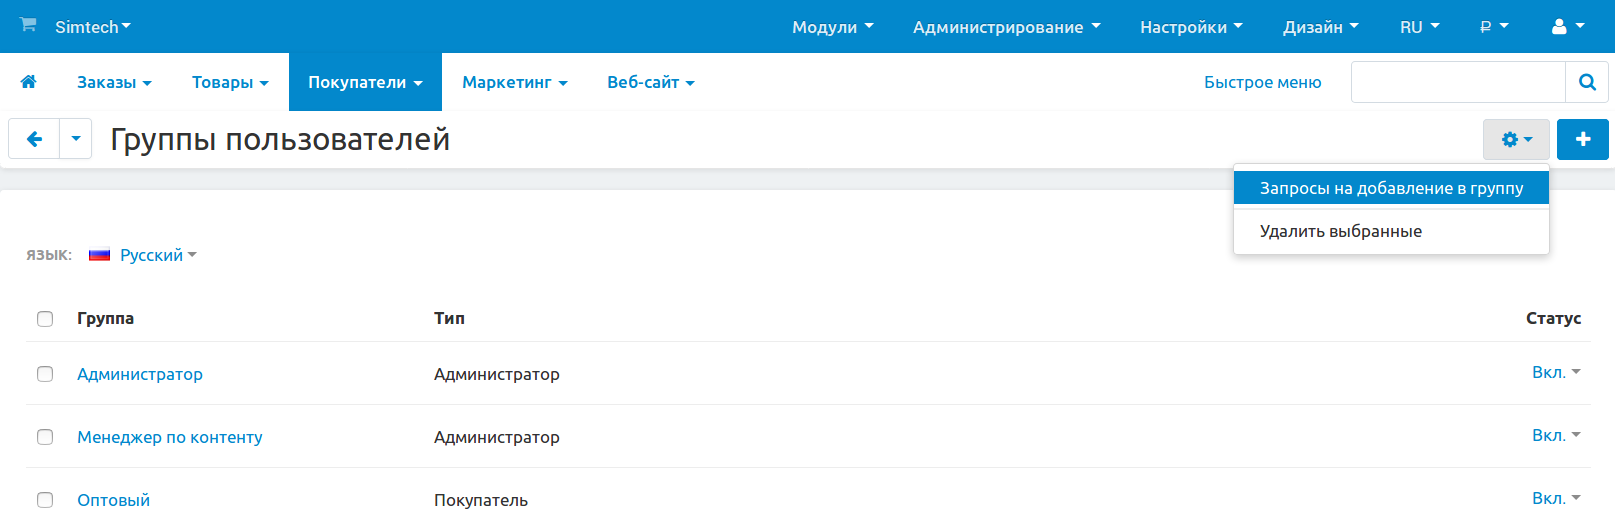 Simtech Модули Администрирование Настройки Дизайн RU ₽
Заказы Товары Покупатели Маркетинг Веб-сайт Быстрое меню
Группы пользователей
Запросы на добавление в группу
Удалить выбранные
ЯЗЫК: Русский
Группа Тип Статус
Администратор Администратор Вкл.
Менеджер по контенту Администратор Вкл.
Оптовый Покупатель Вкл.